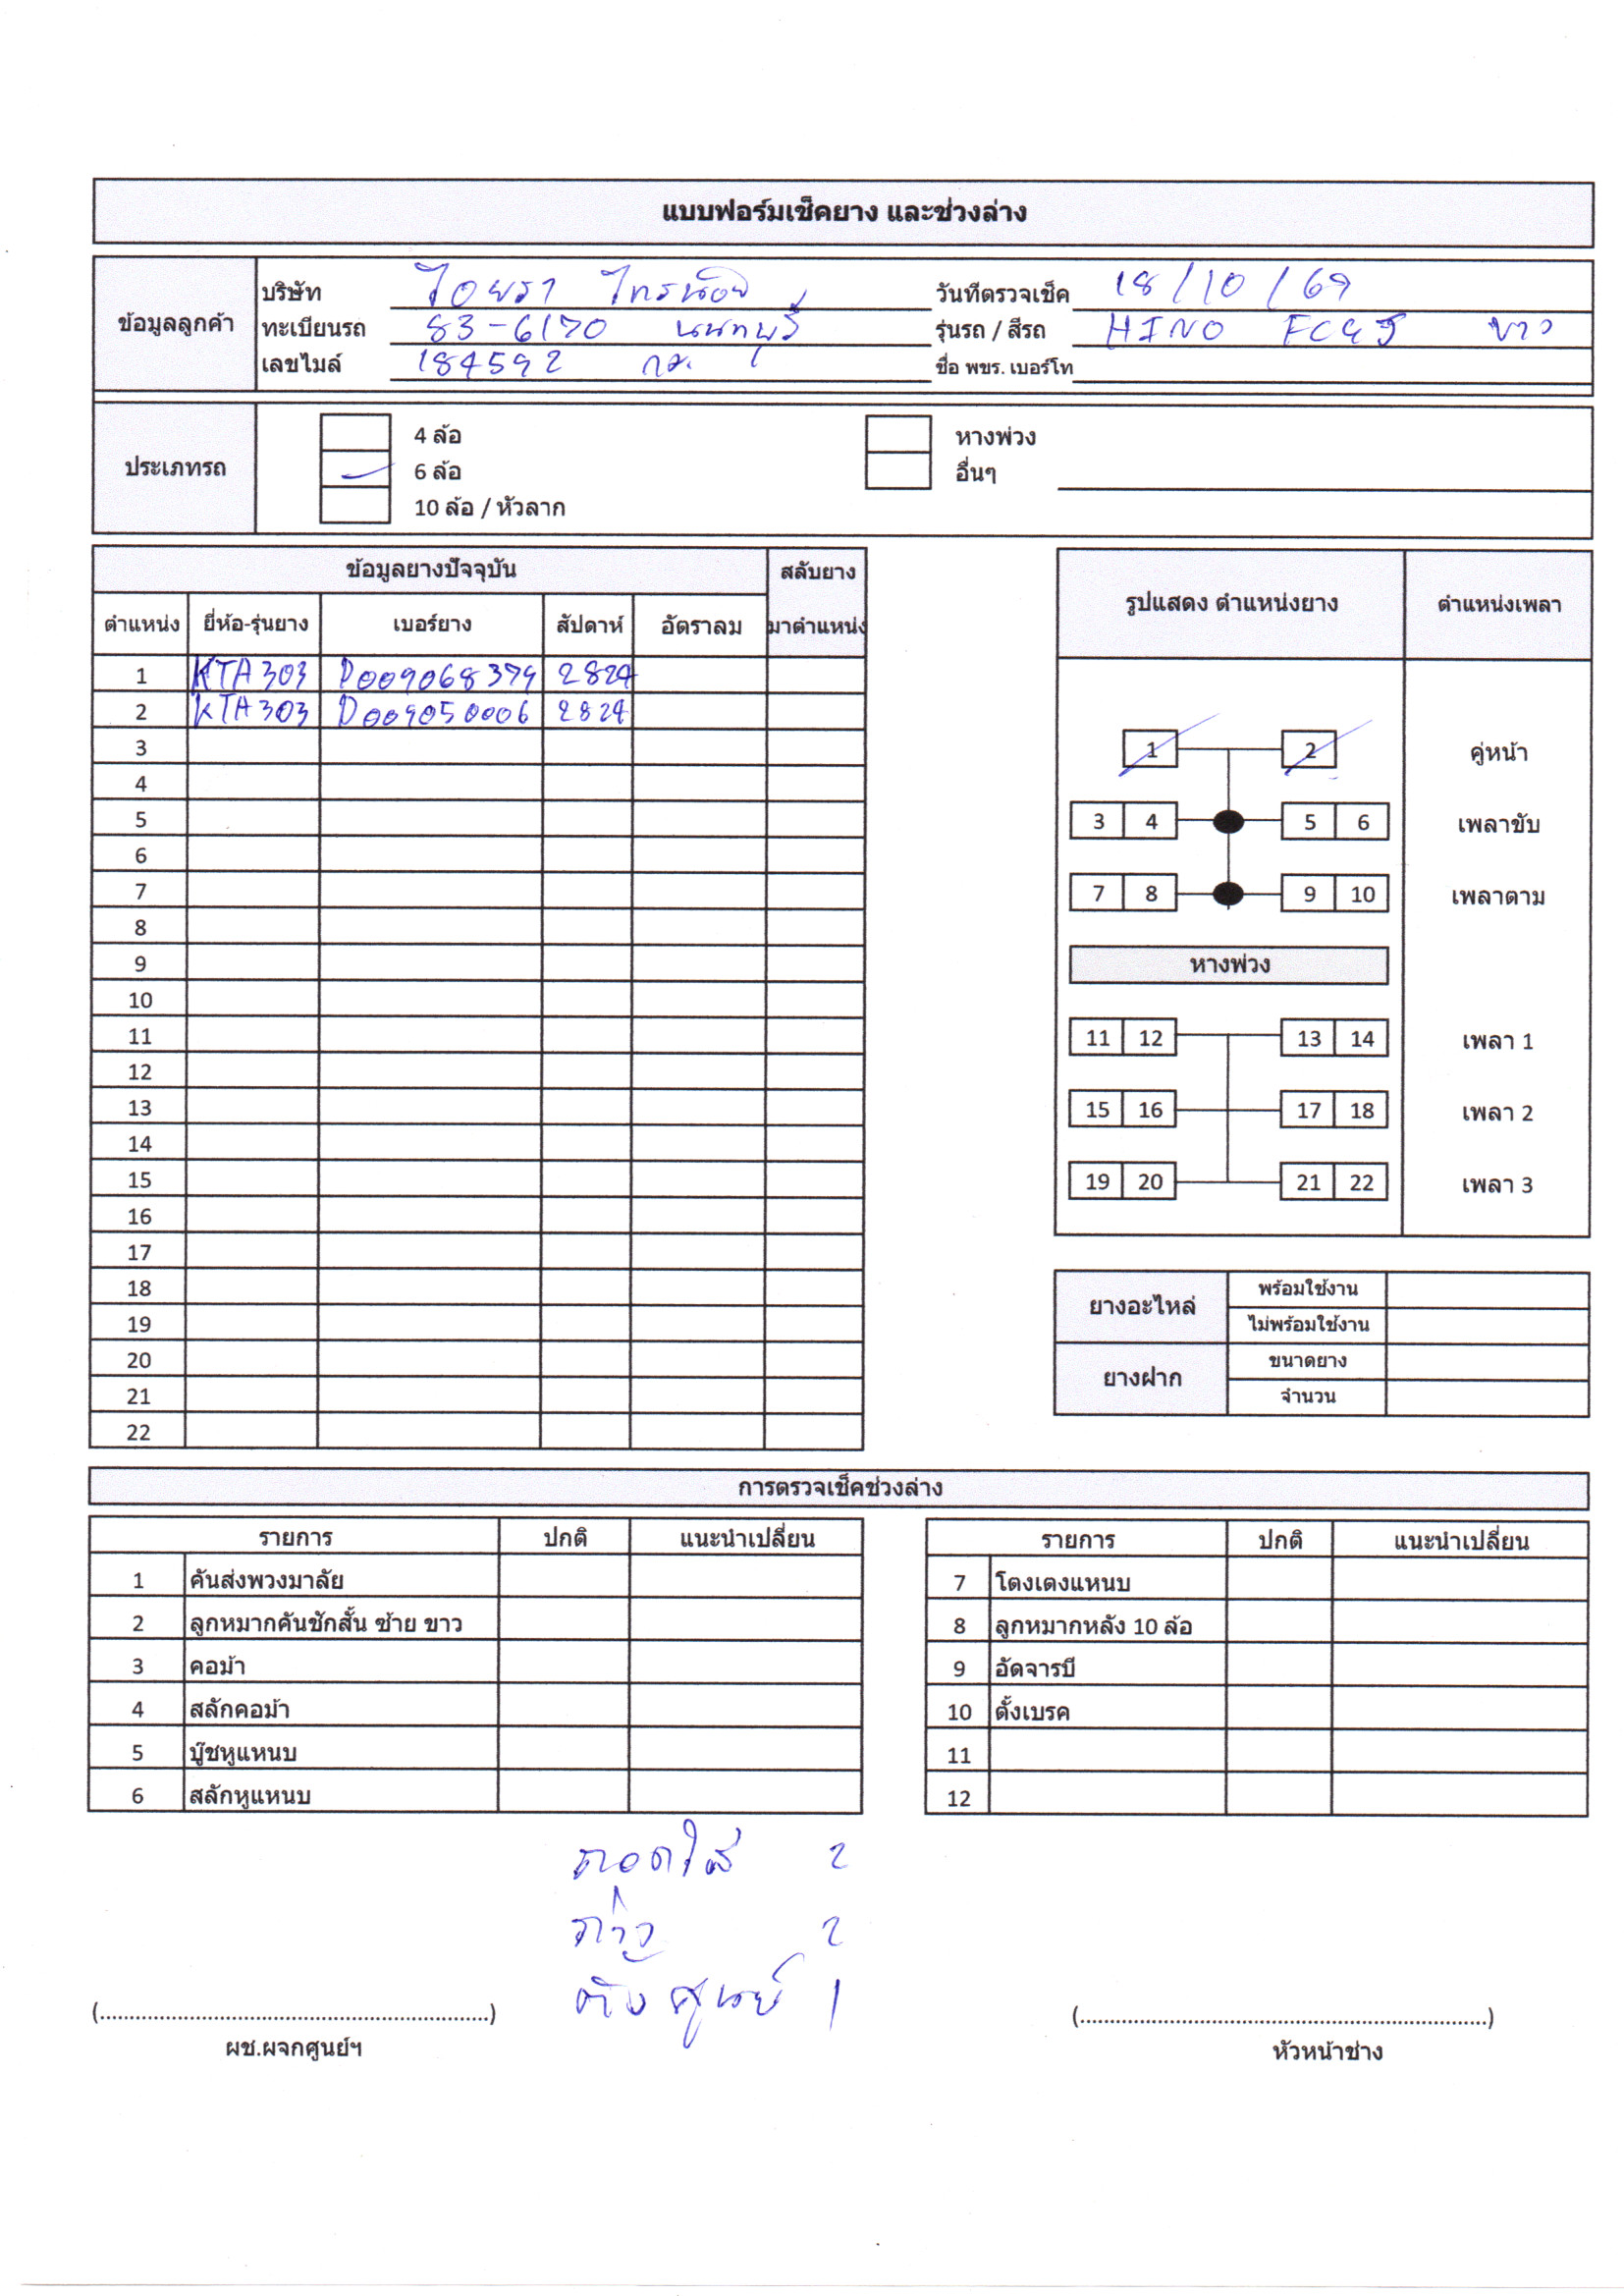 แบบฟอร์มเช็คยาง และช่วงล่าง
ข้อมูลลูกค้า
บริษัท ไอยรา ไทรน้อย
วันที่ตรวจเช็ค 18/10/67
ทะเบียนรถ 83-6170 นนทบุรี
รุ่นรถ / สีรถ HINO FC9J ขาว
เลขไมล์ 184592 กม.
ชื่อ พขร. เบอร์โท
ประเภทรถ
4 ล้อ
6 ล้อ
10 ล้อ / หัวลาก
หางพ่วง
อื่นๆ
ข้อมูลยางปัจจุบัน สลับยาง
ตำแหน่ง ยี่ห้อ-รุ่นยาง เบอร์ยาง สัปดาห์ อัตราลม มาตำแหน่ง
1 KTA303 D009068379 2824
2 KTA303 D009050006 2824
3
4
5
6
7
8
9
10
11
12
13
14
15
16
17
18
19
20
21
22
รูปแสดง ตำแหน่งยาง ตำแหน่งเพลา
1 2 คู่หน้า
3 4 5 6 เพลาขับ
7 8 9 10 เพลาตาม
หางพ่วง
11 12 13 14 เพลา 1
15 16 17 18 เพลา 2
19 20 21 22 เพลา 3
ยางอะไหล่ พร้อมใช้งาน
ไม่พร้อมใช้งาน
ยางฝาก ขนาดยาง
จำนวน
การตรวจเช็คช่วงล่าง
รายการ ปกติ แนะนำเปลี่ยน
1 คันส่งพวงมาลัย
2 ลูกหมากคันชักสั้น ซ้าย ขาว
3 คอม้า
4 สลักคอม้า
5 บู๊ชหูแหนบ
6 สลักหูแหนบ
รายการ ปกติ แนะนำเปลี่ยน
7 โตงเตงแหนบ
8 ลูกหมากหลัง 10 ล้อ
9 อัดจารบี
10 ตั้งเบรค
11
12
ถอดใส่ 2
ถ่วง 2
ตั้งศูนย์ 1
(....................................................................)
ผช.ผจกศูนย์ฯ
(....................................................................)
หัวหน้าช่าง